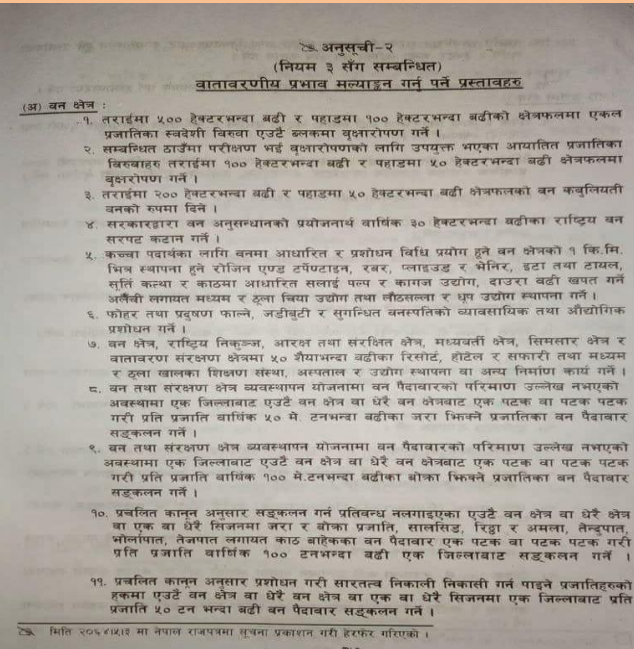 अनुसूची-२
(नियम ३ सँग सम्बन्धित)
वातावरणीय प्रभाव मल्याङ्कन गर्नु पर्ने प्रस्तावहरु
(अ) वन क्षेत्र :
१. तराईमा ५०० हेक्टरभन्दा बढी र पहाडमा १०० हेक्टरभन्दा बढीको क्षेत्रफलमा एकल
प्रजातिका स्वदेशी बिरुवा एउटै ब्लकमा वृक्षारोपण गर्ने ।
२. सम्बन्धित ठाउँमा परीक्षण भई वृक्षारोपणको लागि उपयुक्त भएका आयातित प्रजातिका
बिरुबाहरु तराईमा १०० हेक्टरभन्दा बढी र पहाडमा ५० हेक्टरभन्दा बढी क्षेत्रफलमा
वृक्षरोपण गर्ने ।
३. तराईमा २०० हेक्टरभन्दा बढी र पहाडमा ५० हेक्टरभन्दा बढी क्षेत्रफलको वन कबुलियती
वनको रुपमा दिने ।
४. सरकारद्वारा वन अनुसन्धानको प्रयोजनार्थ वार्षिक ३० हेक्टरभन्दा बढीका राष्ट्रिय वन
सरपट कटान गर्ने ।
५. कच्चा पदार्थका लागि वनमा आधारित र प्रशोधन विधि प्रयोग हुने वन क्षेत्रको १ कि.मि.
भित्र स्थापना हुने रोजिन एण्ड टर्पेण्टाइन, रबर, प्लाइउड र भेनिर, इटा तथा टायल,
सूर्ति कत्था र काठमा आधारित सलाई पल्प र कागज उद्योग, दाउरा बढी खपत गर्ने
अलैंची लगायत मध्यम र ठूला चिया उद्योग तथा लौठसल्ला र धुप उद्योग स्थापना गर्ने ।
६. फोहर तथा प्रदुषण फाल्ने, जडीबुटी र सुगन्धित वनस्पतिको व्यावसायिक तथा औद्योगिक
प्रशोधन गर्ने ।
७. वन क्षेत्र, राष्ट्रिय निकुञ्ज, आरक्ष तथा संरक्षित क्षेत्र, मध्यवर्ती क्षेत्र, सिमसार क्षेत्र र
वातावरण संरक्षण क्षेत्रमा ५० शैयाभन्दा बढीका रिसोर्ट, होटेल र सफारी तथा मध्यम
र ठूला खालका शिक्षण संस्था, अस्पताल र उद्योग स्थापना वा अन्य निर्माण कार्य गर्ने ।
८. वन तथा संरक्षण क्षेत्र व्यवस्थापन योजनामा वन पैदावारको परिमाण उल्लेख नभएको
अवस्थामा एक जिल्लाबाट एउटै वन क्षेत्र वा धेरै वन क्षेत्रबाट एक पटक वा पटक पटक
गरी प्रति प्रजाति वार्षिक ५० मे. टनभन्दा बढीका जरा झिक्ने प्रजातिका वन पैदावार
सङ्कलन गर्ने ।
९. वन तथा संरक्षण क्षेत्र व्यवस्थापन योजनामा वन पैदावारको परिमाण उल्लेख नभएको
अवस्थामा एक जिल्लाबाट एउटै वन क्षेत्र वा धेरै वन क्षेत्रबाट एक पटक वा पटक पटक
गरी प्रति प्रजाति वार्षिक १०० मे.टनभन्दा बढीका बोक्रा झिक्ने प्रजातिका वन पैदावार
सङ्कलन गर्ने ।
१०. प्रचलित कानून अनुसार सङ्कलन गर्न प्रतिबन्ध नलगाइएका एउटै वन क्षेत्र वा धेरै क्षेत्र
वा एक वा धेरै सिजनमा जरा र बोक्रा प्रजाति, सालसिड, रिठ्ठा र अमला, तेन्दुपात,
भोर्लापात, तेजपात लगायत काठ बाहेकका वन पैदावार एक पटक वा पटक पटक गरी
प्रति प्रजाति वार्षिक १०० टनभन्दा बढी एक जिल्लाबाट सङ्कलन गर्ने ।
११. प्रचलित कानून अनुसार प्रशोधन गरी सारतत्व निकाली निकासी गर्न पाइने प्रजातिहरुको
हकमा एउटै वन क्षेत्र वा धेरै वन क्षेत्र वा एक वा धेरै सिजनमा एक जिल्लाबाट प्रति
प्रजाति ५० टन भन्दा बढी वन पैदावार सङ्कलन गर्ने ।
मिति २०६४।५।३ मा नेपाल राजपत्रमा सूचना प्रकाशन गरी हेरफेर गरिएको ।